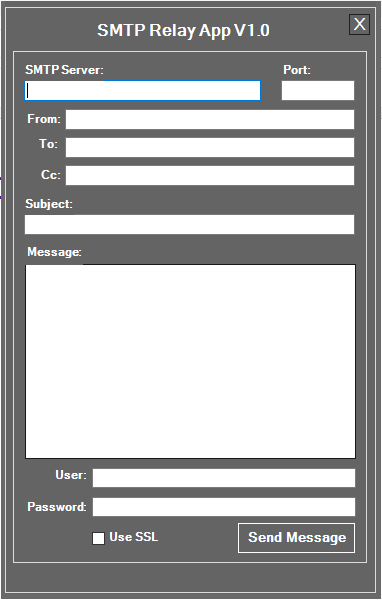 SMTP Relay App V1.0
X
SMTP Server: Port:
From:
To:
Cc:
Subject:
Message:
User:
Password:
Use SSL Send Message